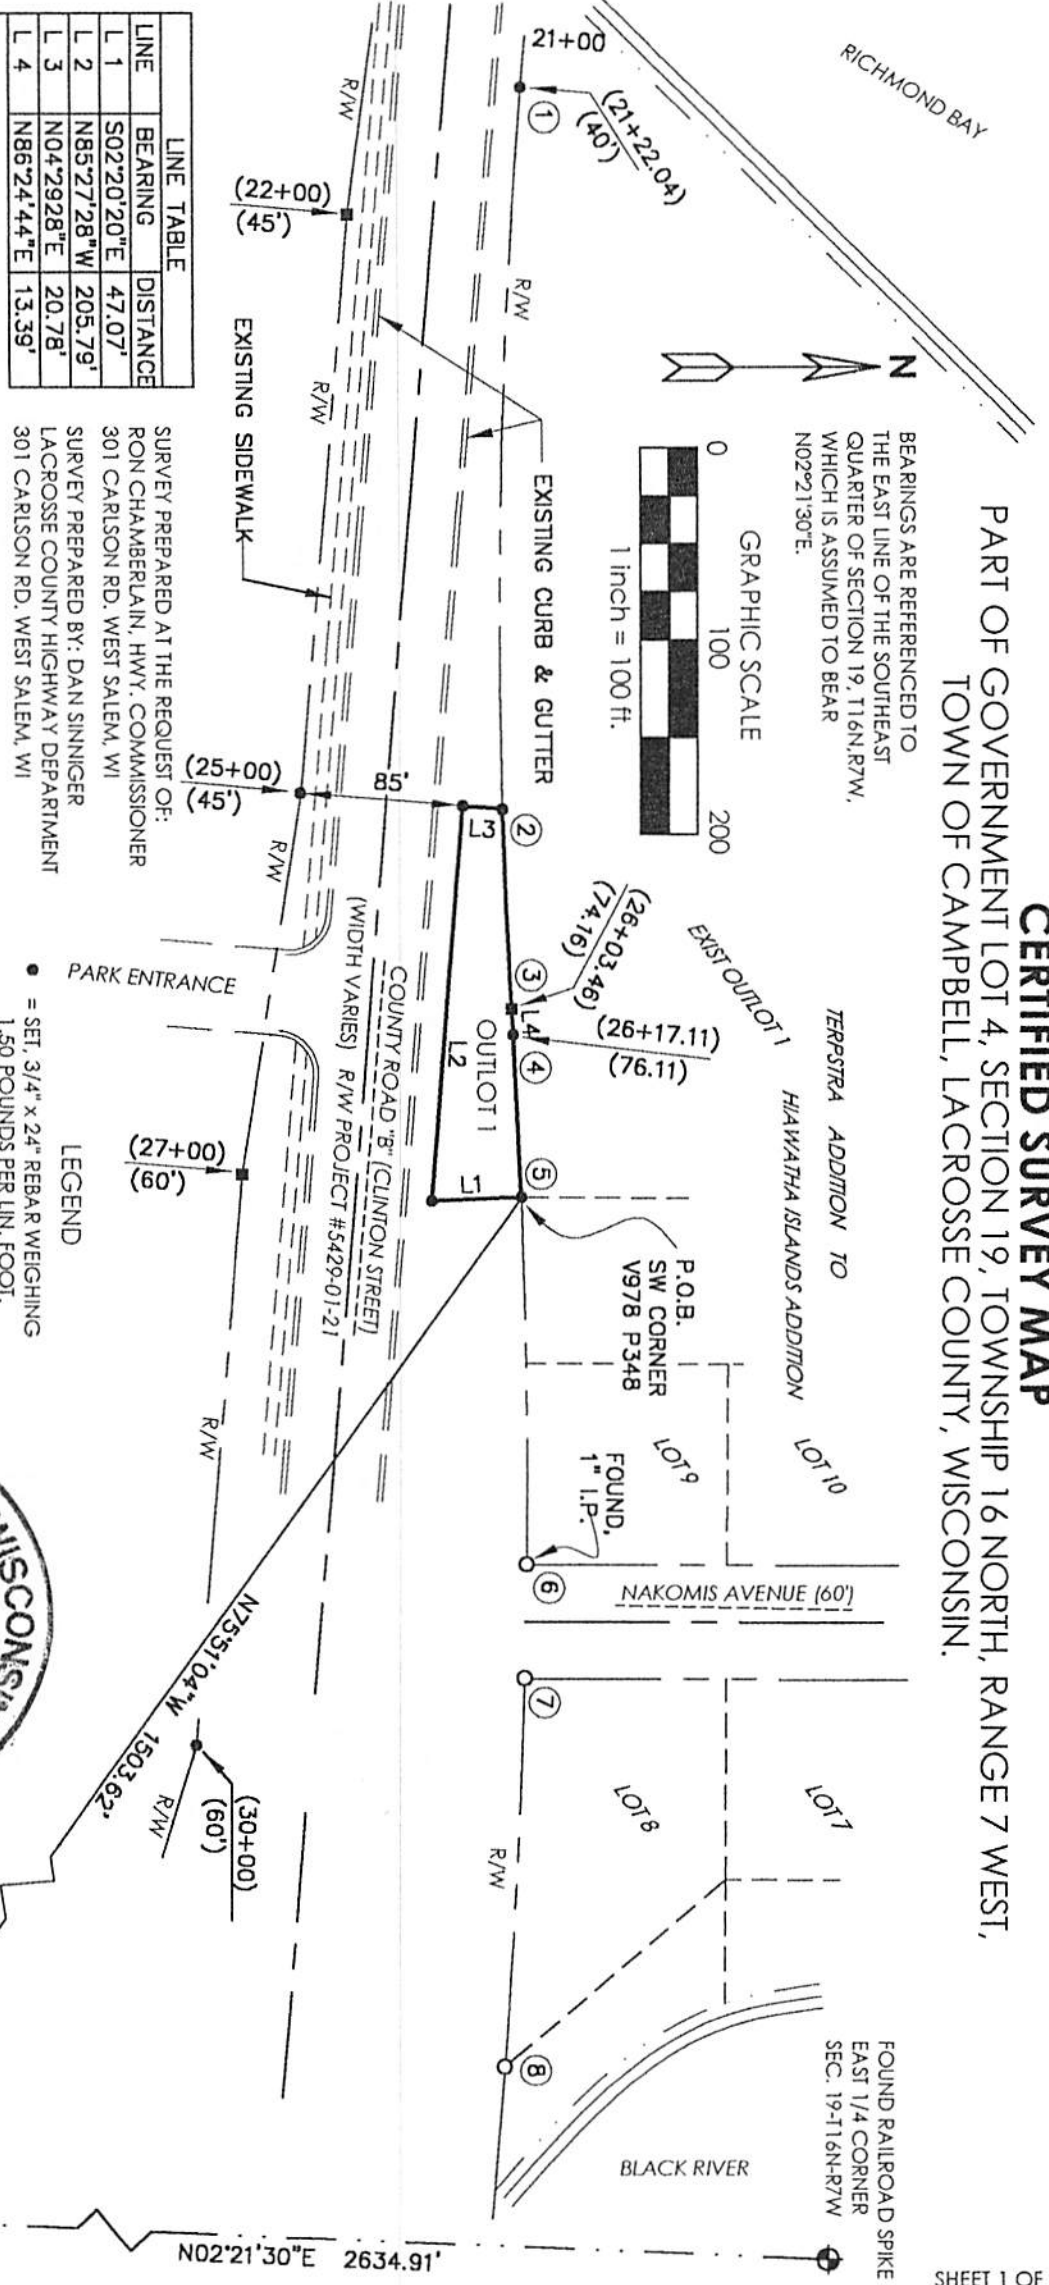 CERTIFIED SURVEY MAP
PART OF GOVERNMENT LOT 4, SECTION 19, TOWNSHIP 16 NORTH, RANGE 7 WEST,
TOWN OF CAMPBELL, LACROSSE COUNTY, WISCONSIN.
SHEET 1 OF
RICHMOND BAY
N
BEARINGS ARE REFERENCED TO
THE EAST LINE OF THE SOUTHEAST
QUARTER OF SECTION 19, T16N,R7W,
WHICH IS ASSUMED TO BEAR
N02°21'30"E.
GRAPHIC SCALE
0 100 200
1 inch = 100 ft.
TERPSTRA ADDITION TO
HIAWATHA ISLANDS ADDITION
EXIST OUTLOT 1
LOT 10
LOT 9
LOT 7
LOT 8
NAKOMIS AVENUE (60')
FOUND RAILROAD SPIKE
EAST 1/4 CORNER
SEC. 19-T16N-R7W
BLACK RIVER
21+00
(21+22.04)
(40')
1
R/W
EXISTING CURB & GUTTER
2
(26+03.46)
(74.16)
3
L4
(26+17.11)
(76.11)
4
5
P.O.B.
SW CORNER
V978 P348
FOUND,
1" I.P.
6
7
R/W
8
L3
OUTLOT 1
L2
L1
85'
COUNTY ROAD "B" (CLINTON STREET)
(WIDTH VARIES) R/W PROJECT #5429-01-21
R/W
(22+00)
(45')
R/W
EXISTING SIDEWALK
(25+00)
(45')
R/W
PARK ENTRANCE
(27+00)
(60')
R/W
N75°51'04"W 1503.62'
(30+00)
(60')
R/W
N02°21'30"E 2634.91'
LINE TABLE
LINE BEARING DISTANCE
L 1 S02°20'20"E 47.07'
L 2 N85°27'28"W 205.79'
L 3 N04°29'28"E 20.78'
L 4 N86°24'44"E 13.39'
SURVEY PREPARED AT THE REQUEST OF:
RON CHAMBERLAIN, HWY. COMMISSIONER
301 CARLSON RD. WEST SALEM, WI
SURVEY PREPARED BY: DAN SINNIGER
LACROSSE COUNTY HIGHWAY DEPARTMENT
301 CARLSON RD. WEST SALEM, WI
LEGEND
● = SET, 3/4" x 24" REBAR WEIGHING
1.50 POUNDS PER LIN. FOOT.